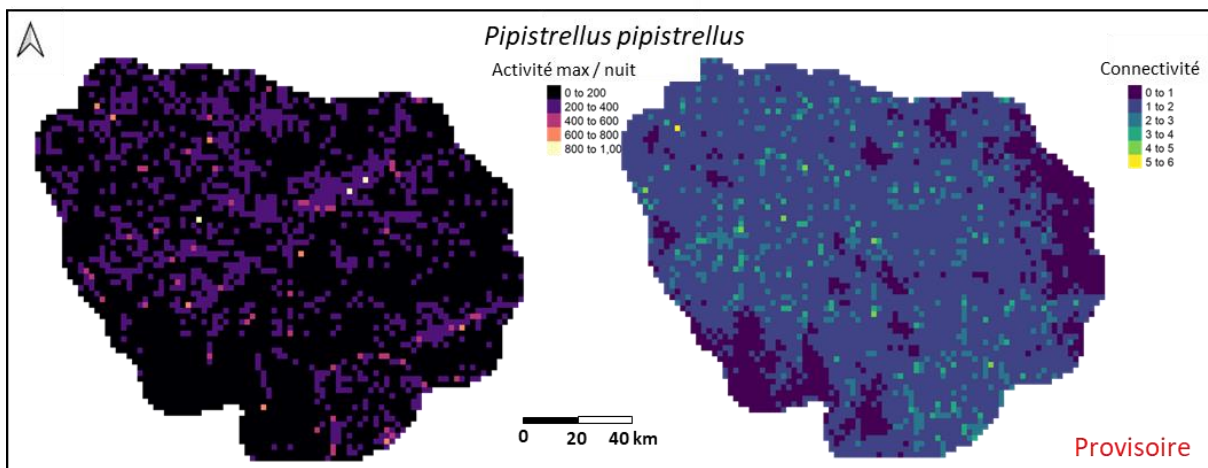 Pipistrellus pipistrellus
Activité max / nuit
0 to 200
200 to 400
400 to 600
600 to 800
800 to 1,00
Connectivité
0 to 1
1 to 2
2 to 3
3 to 4
4 to 5
5 to 6
0 20 40 km
Provisoire